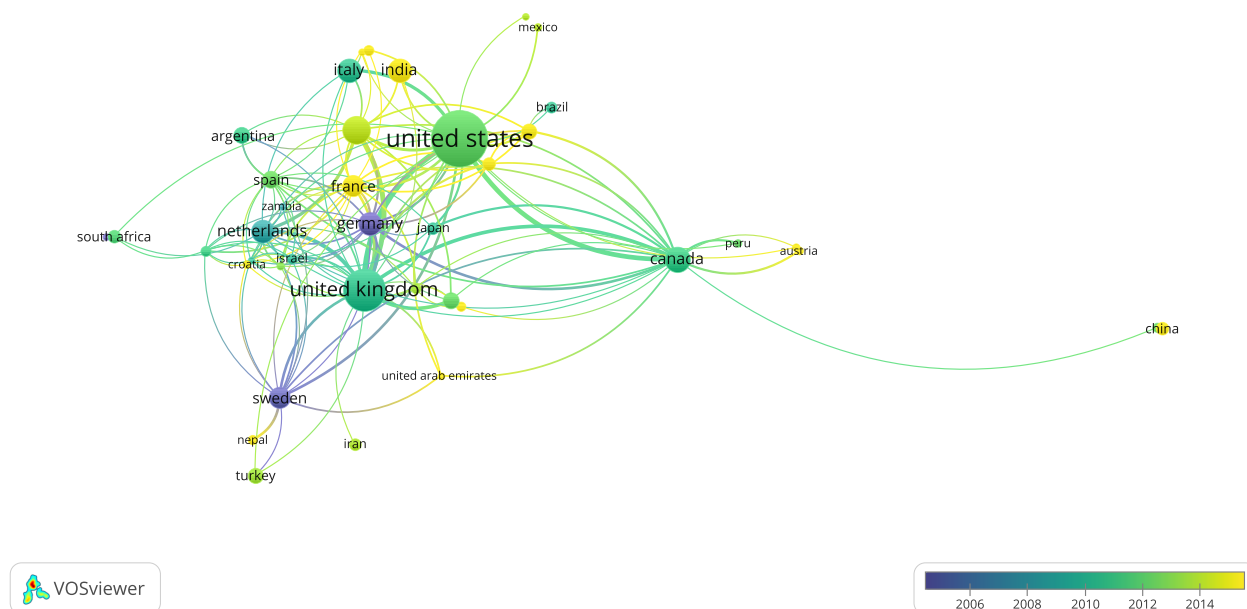 mexico
italy
india
brazil
argentina
united states
spain
france
zambia
netherlands
germany
japan
south africa
croatia
israel
peru
austria
canada
united kingdom
china
united arab emirates
sweden
nepal
iran
turkey
VOSviewer
2006
2008
2010
2012
2014